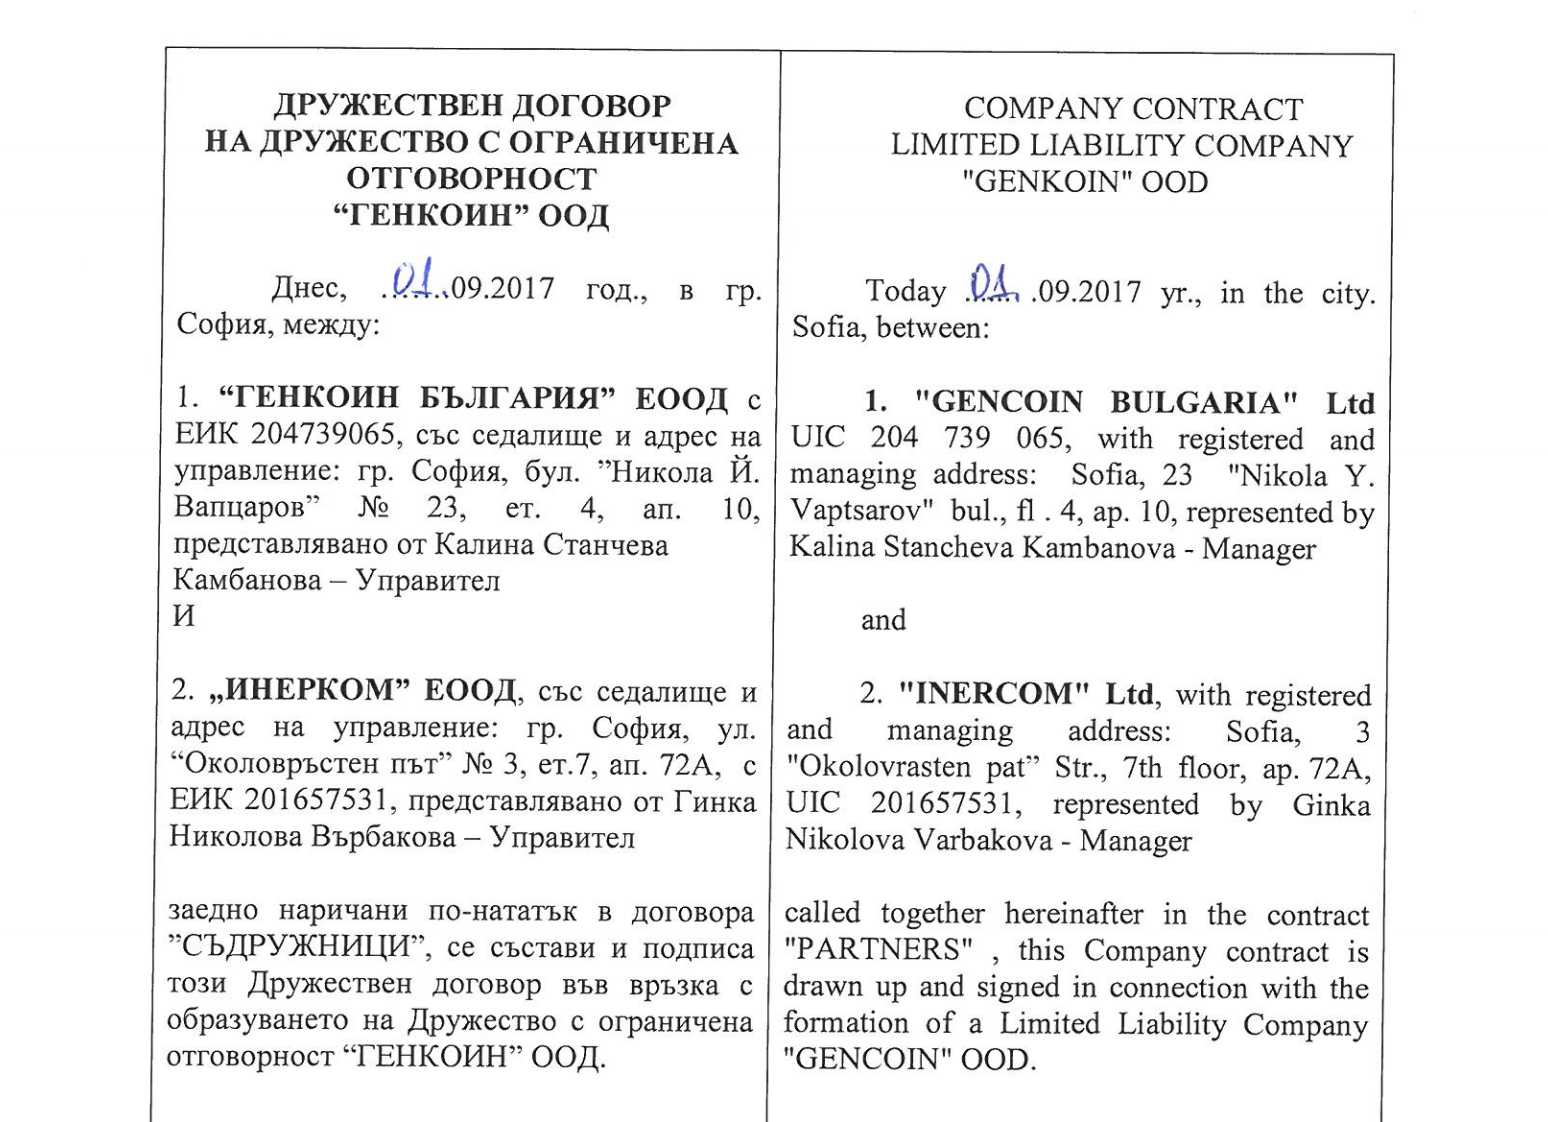 ДРУЖЕСТВЕН ДОГОВОР
НА ДРУЖЕСТВО С ОГРАНИЧЕНА
ОТГОВОРНОСТ
“ГЕНКОИН” ООД
Днес, ..01...09.2017 год., в гр.
София, между:
1. “ГЕНКОИН БЪЛГАРИЯ” ЕООД с
ЕИК 204739065, със седалище и адрес на
управление: гр. София, бул. ”Никола Й.
Вапцаров” № 23, ет. 4, ап. 10,
представлявано от Калина Станчева
Камбанова – Управител
И
2. „ИНЕРКОМ” ЕООД, със седалище и
адрес на управление: гр. София, ул.
“Околовръстен път” № 3, ет.7, ап. 72А, с
ЕИК 201657531, представлявано от Гинка
Николова Върбакова – Управител
заедно наричани по-нататък в договора
”СЪДРУЖНИЦИ”, се състави и подписа
този Дружествен договор във връзка с
образуването на Дружество с ограничена
отговорност “ГЕНКОИН” ООД.
COMPANY CONTRACT
LIMITED LIABILITY COMPANY
"GENKOIN" OOD
Today ..01.. .09.2017 yr., in the city.
Sofia, between:
1. "GENCOIN BULGARIA" Ltd
UIC 204 739 065, with registered and
managing address: Sofia, 23 "Nikola Y.
Vaptsarov" bul., fl . 4, ap. 10, represented by
Kalina Stancheva Kambanova - Manager
and
2. "INERCOM" Ltd, with registered
and managing address: Sofia, 3
"Okolovrasten pat” Str., 7th floor, ap. 72A,
UIC 201657531, represented by Ginka
Nikolova Varbakova - Manager
called together hereinafter in the contract
"PARTNERS" , this Company contract is
drawn up and signed in connection with the
formation of a Limited Liability Company
"GENCOIN" OOD.